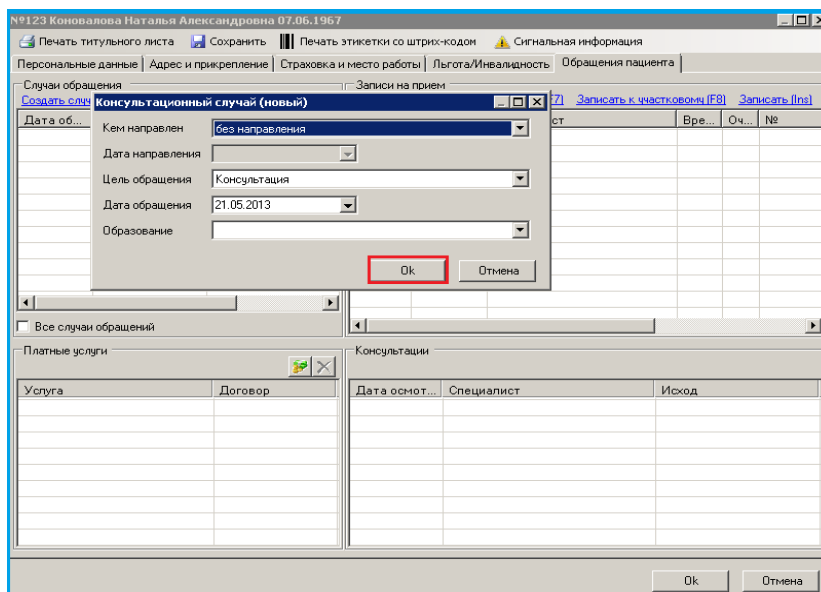 №123 Коновалова Наталья Александровна 07.06.1967
Печать титульного листа Сохранить Печать этикетки со штрих-кодом Сигнальная информация
Персональные данные Адрес и прикрепление Страховка и место работы Льгота/Инвалидность Обращения пациента
Случаи обращения Записи на прием
Создать случ F7) Записать к участковому (F8) Записать (Ins)
Дата об... ст Вре... Оч... №
Консультационный случай (новый)
Кем направлен без направления
Дата направления
Цель обращения Консультация
Дата обращения 21.05.2013
Образование
Ok Отмена
Все случаи обращений
Платные услуги Консультации
Услуга Договор Дата осмот... Специалист Исход
Ok Отмена